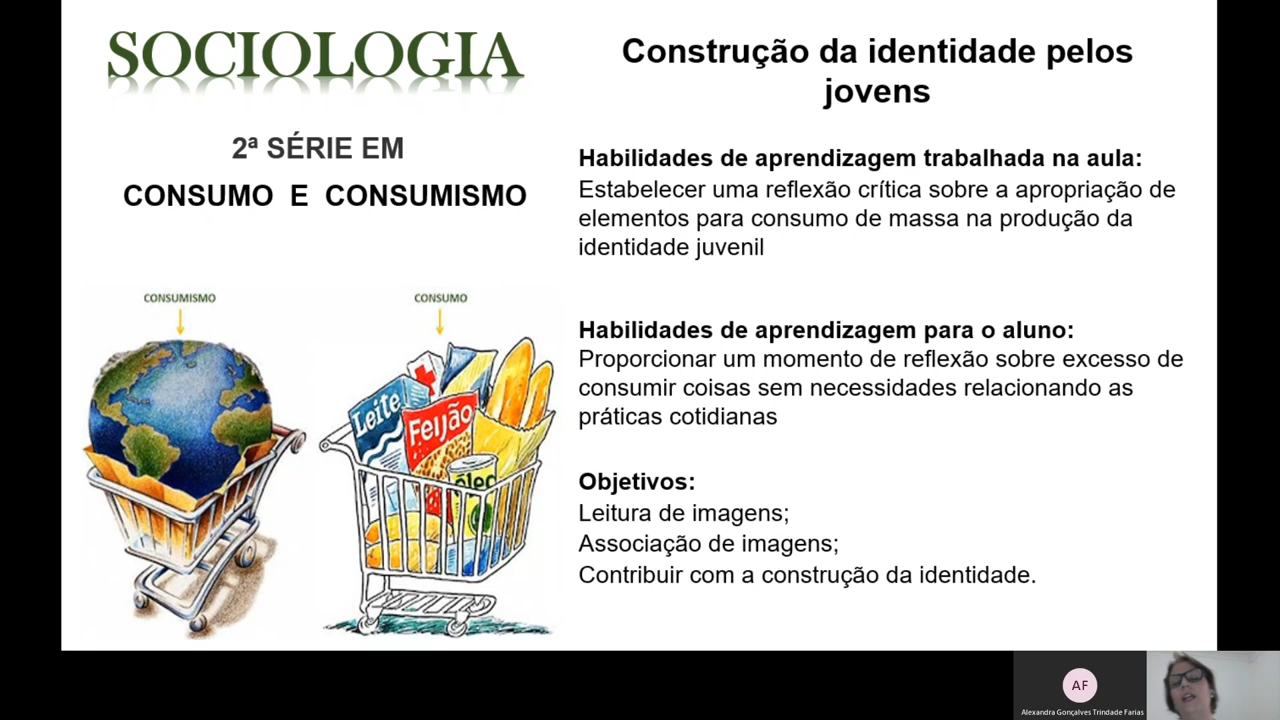 SOCIOLOGIA
2ª SÉRIE EM
CONSUMO E CONSUMISMO
CONSUMISMO
CONSUMO
Leite
Feijão
óleo
Construção da identidade pelos
jovens
Habilidades de aprendizagem trabalhada na aula:
Estabelecer uma reflexão crítica sobre a apropriação de
elementos para consumo de massa na produção da
identidade juvenil
Habilidades de aprendizagem para o aluno:
Proporcionar um momento de reflexão sobre excesso de
consumir coisas sem necessidades relacionando as
práticas cotidianas
Objetivos:
Leitura de imagens;
Associação de imagens;
Contribuir com a construção da identidade.
AF
Alexandra Gonçalves Trindade Farias